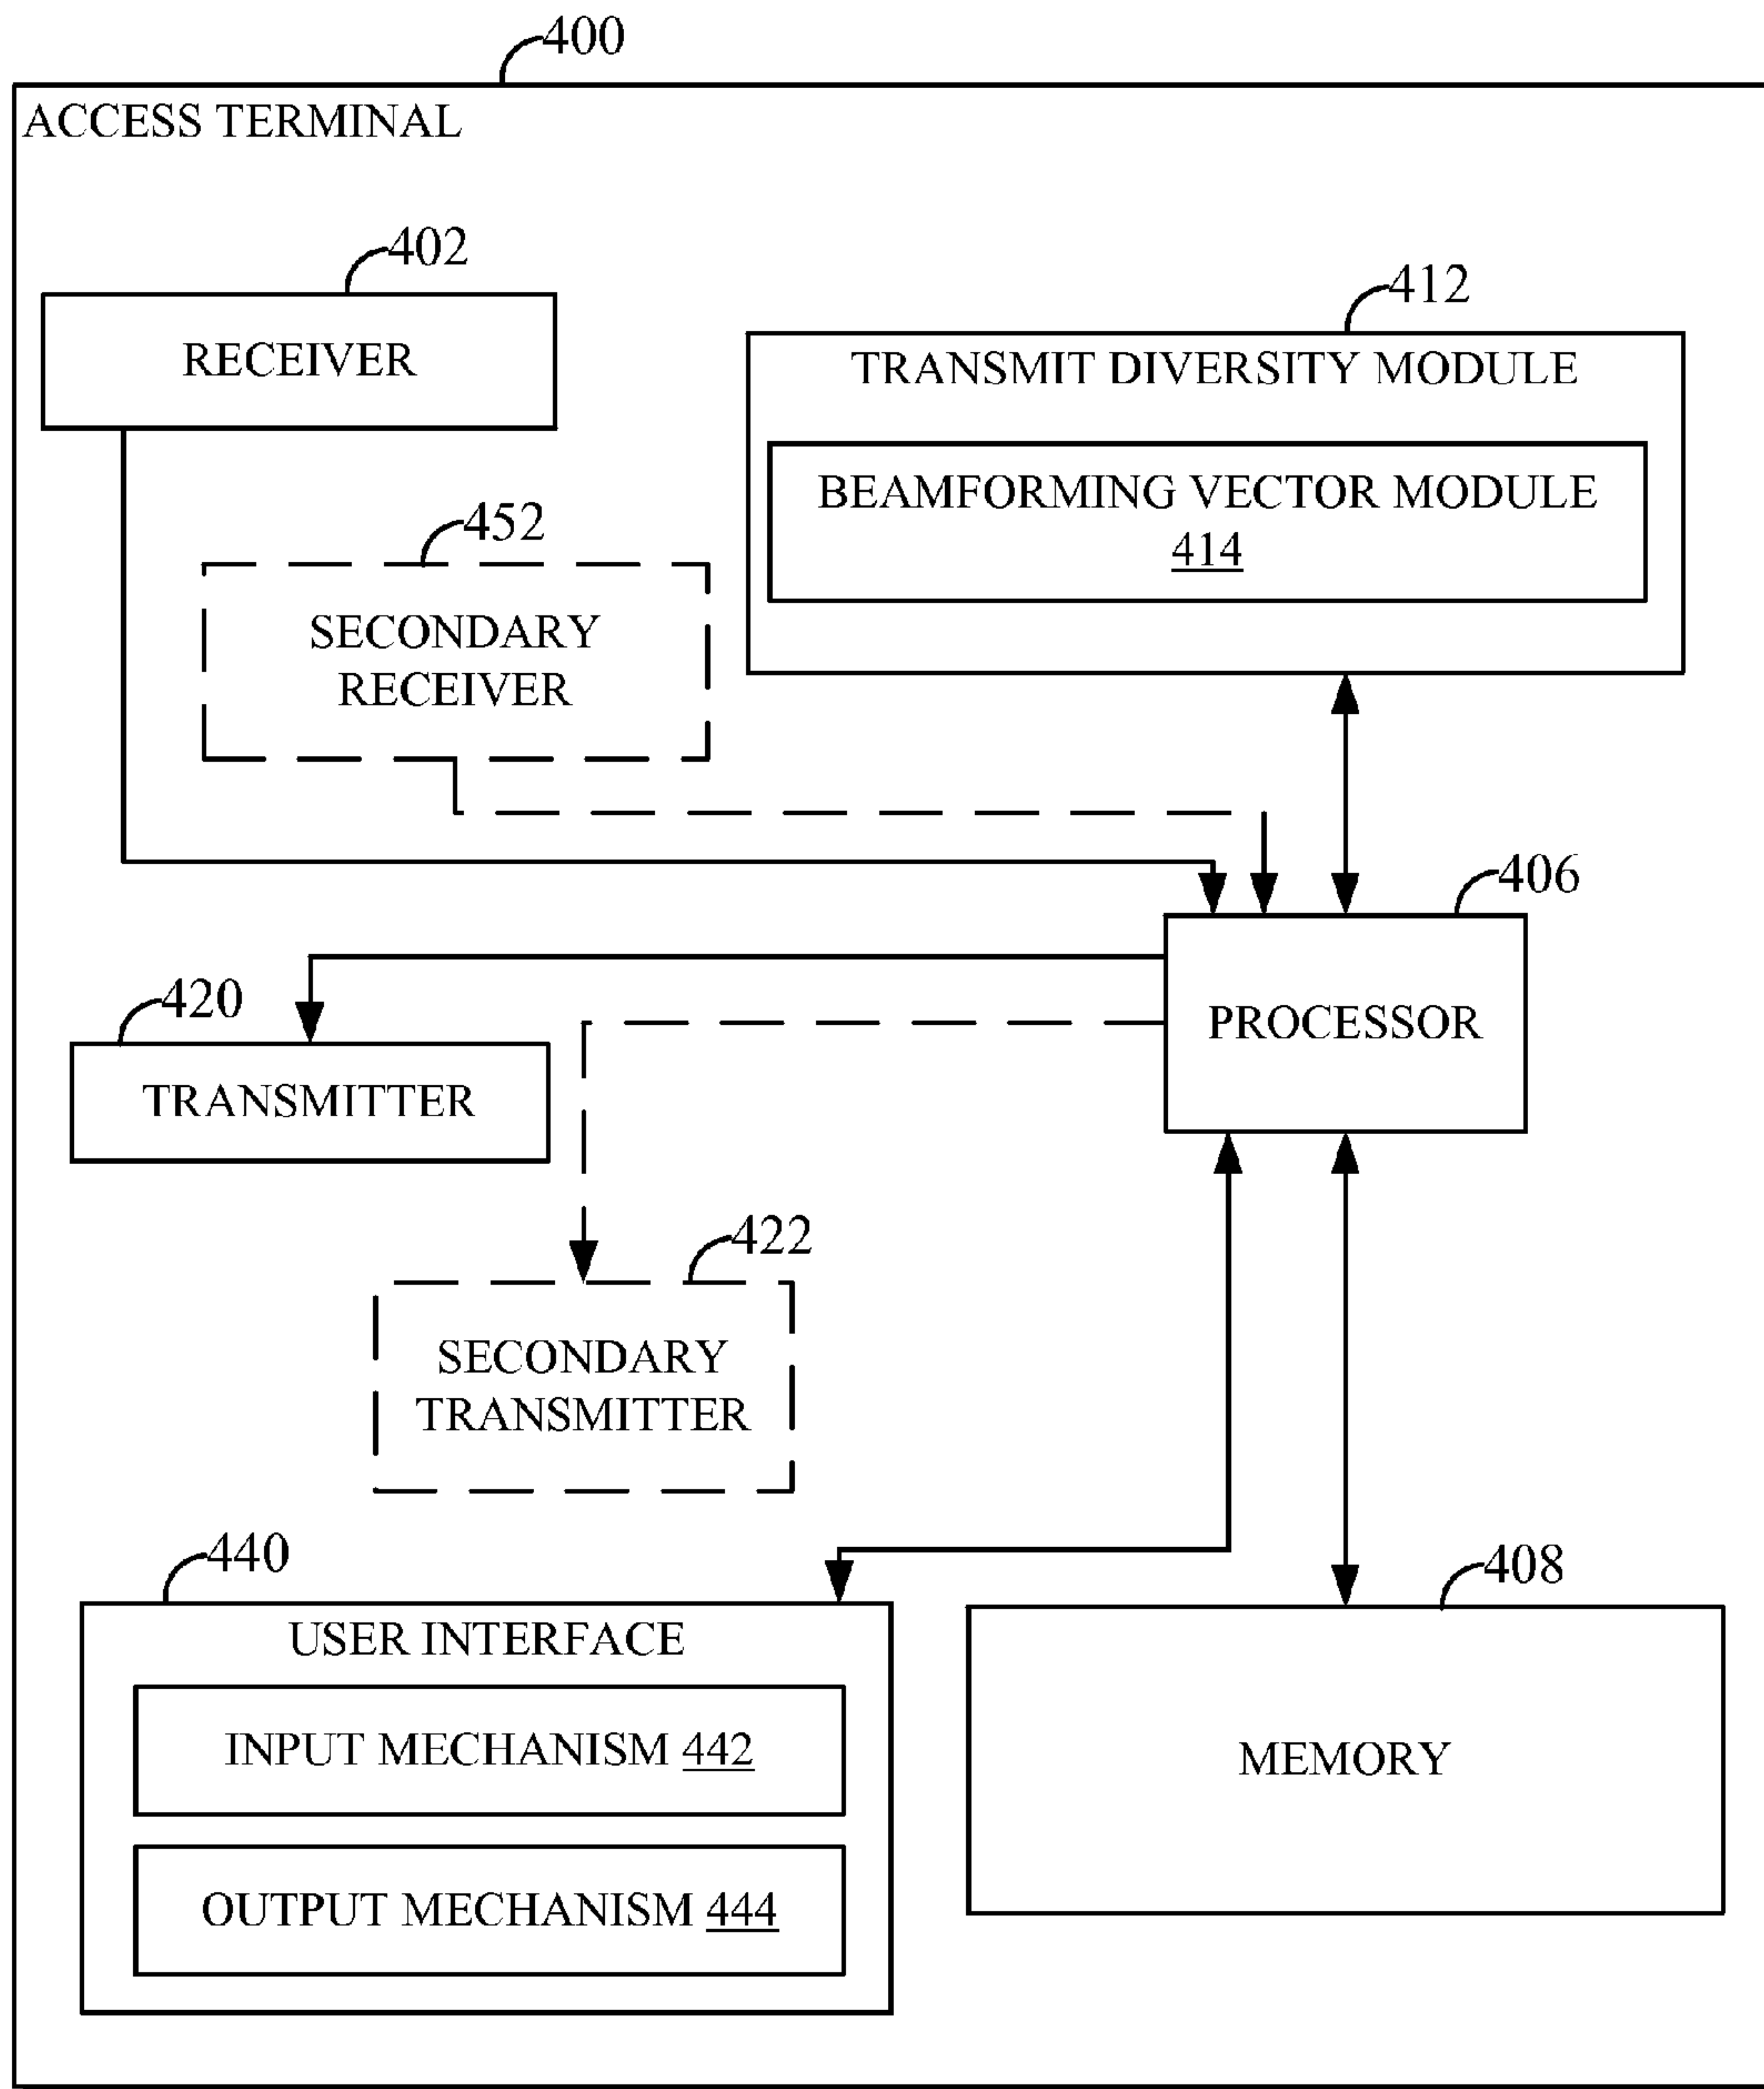 400
ACCESS TERMINAL
402
RECEIVER
412
TRANSMIT DIVERSITY MODULE
BEAMFORMING VECTOR MODULE
414
452
SECONDARY
RECEIVER
406
PROCESSOR
420
TRANSMITTER
422
SECONDARY
TRANSMITTER
440
USER INTERFACE
INPUT MECHANISM 442
OUTPUT MECHANISM 444
408
MEMORY